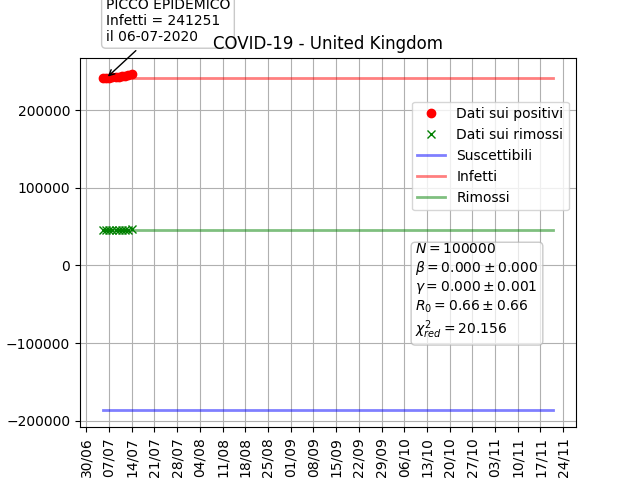 PICCO EPIDEMICO
Infetti = 241251
il 06-07-2020
COVID-19 - United Kingdom
200000
100000
0
−100000
−200000
Dati sui positivi
Dati sui rimossi
Suscettibili
Infetti
Rimossi
N = 100000
β = 0.000 ± 0.000
γ = 0.000 ± 0.001
R₀ = 0.66 ± 0.66
χ²red = 20.156
30/06
07/07
14/07
21/07
28/07
04/08
11/08
18/08
25/08
01/09
08/09
15/09
22/09
29/09
06/10
13/10
20/10
27/10
03/11
10/11
17/11
24/11